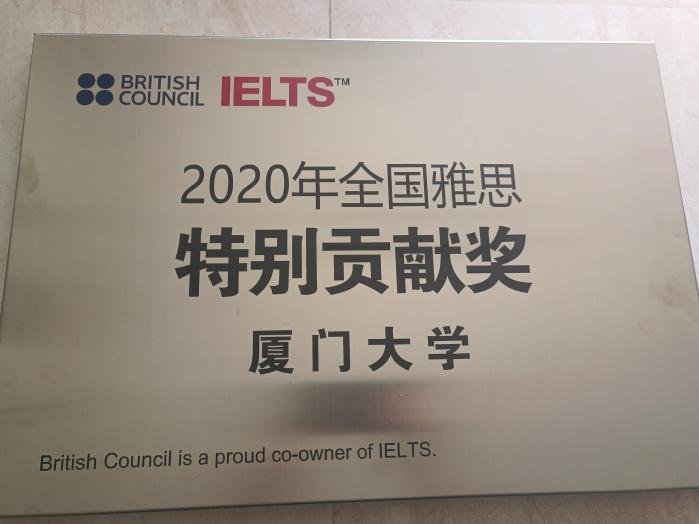 BRITISH COUNCIL IELTS™
2020年全国雅思
特别贡献奖
厦门大学
British Council is a proud co-owner of IELTS.